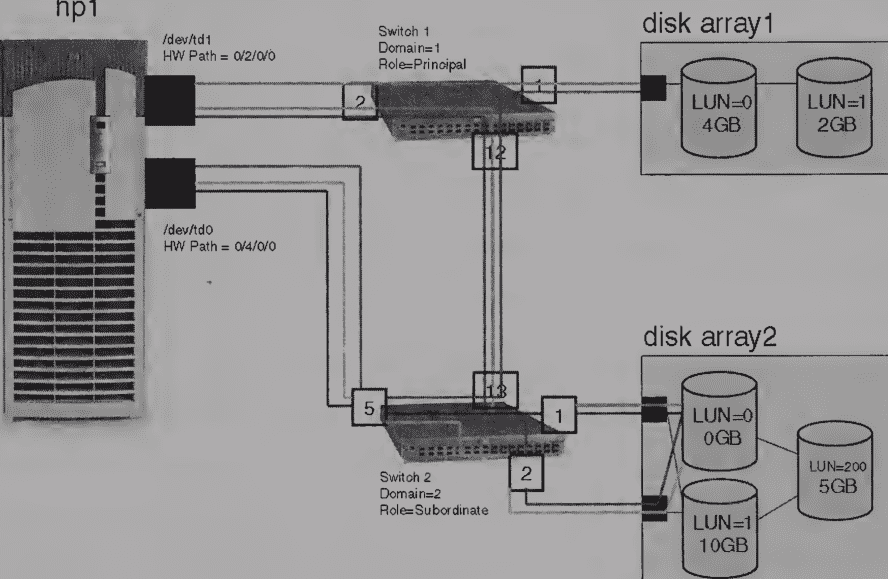 hp1
/dev/td1
HW Path = 0/2/0/0
Switch 1
Domain=1
Role=Principal
2
1
12
disk array1
LUN=0
4GB
LUN=1
2GB
/dev/td0
HW Path = 0/4/0/0
disk array2
13
5
1
2
Switch 2
Domain=2
Role=Subordinate
LUN=0
0GB
LUN=200
5GB
LUN=1
10GB